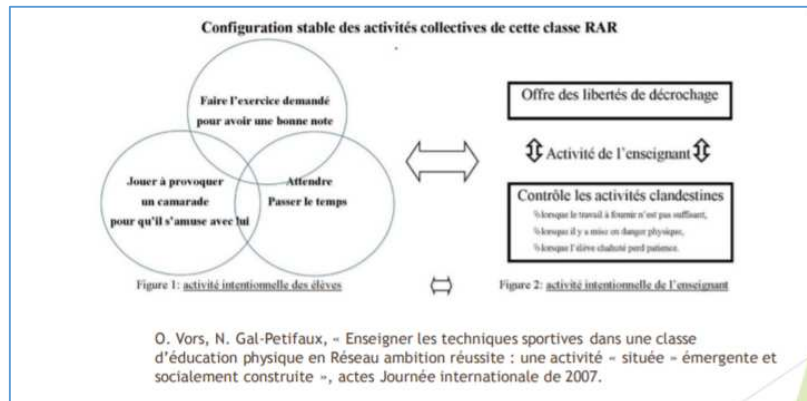 Configuration stable des activités collectives de cette classe RAR
Faire l'exercice demandé
pour avoir une bonne note
Jouer à provoquer
un camarade
pour qu'il s'amuse avec lui
Attendre
Passer le temps
Figure 1: activité intentionnelle des élèves
Offre des libertés de décrochage
Activité de l'enseignant
Contrôle les activités clandestines
lorsque le travail à fournir n'est pas suffisant,
lorsque il y a mise en danger physique,
lorsque l'élève chahuté perd patience.
Figure 2: activité intentionnelle de l'enseignant
O. Vors, N. Gal-Petifaux, « Enseigner les techniques sportives dans une classe
d'éducation physique en Réseau ambition réussite : une activité « située » émergente et
socialement construite », actes Journée internationale de 2007.